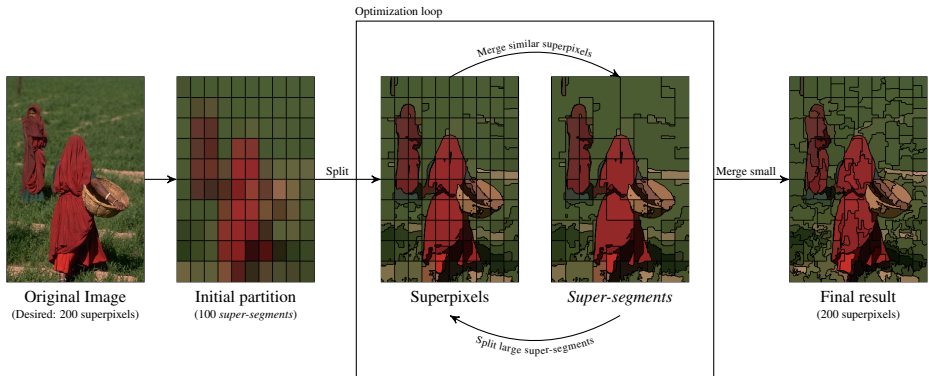 Optimization loop
Merge similar superpixels
Split
Merge small
Original Image
(Desired: 200 superpixels)
Initial partition
(100 super-segments)
Superpixels
Super-segments
Final result
(200 superpixels)
Split large super-segments